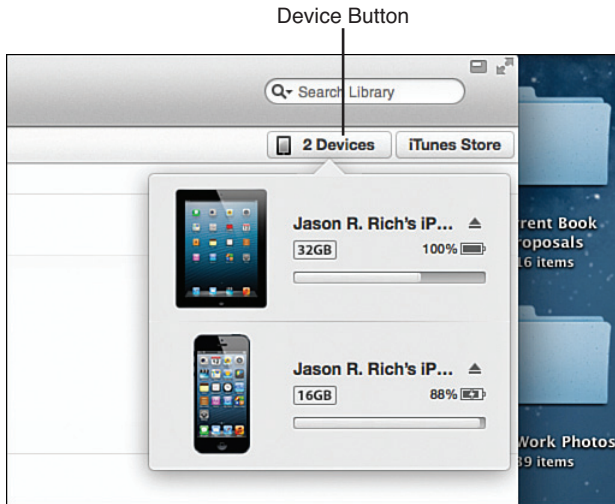 Device Button
Search Library
2 Devices
iTunes Store
Jason R. Rich's iP...
32GB
100%
Jason R. Rich's iP...
16GB
88%
rrent Book
roposals
16 items
Work Photos
39 items